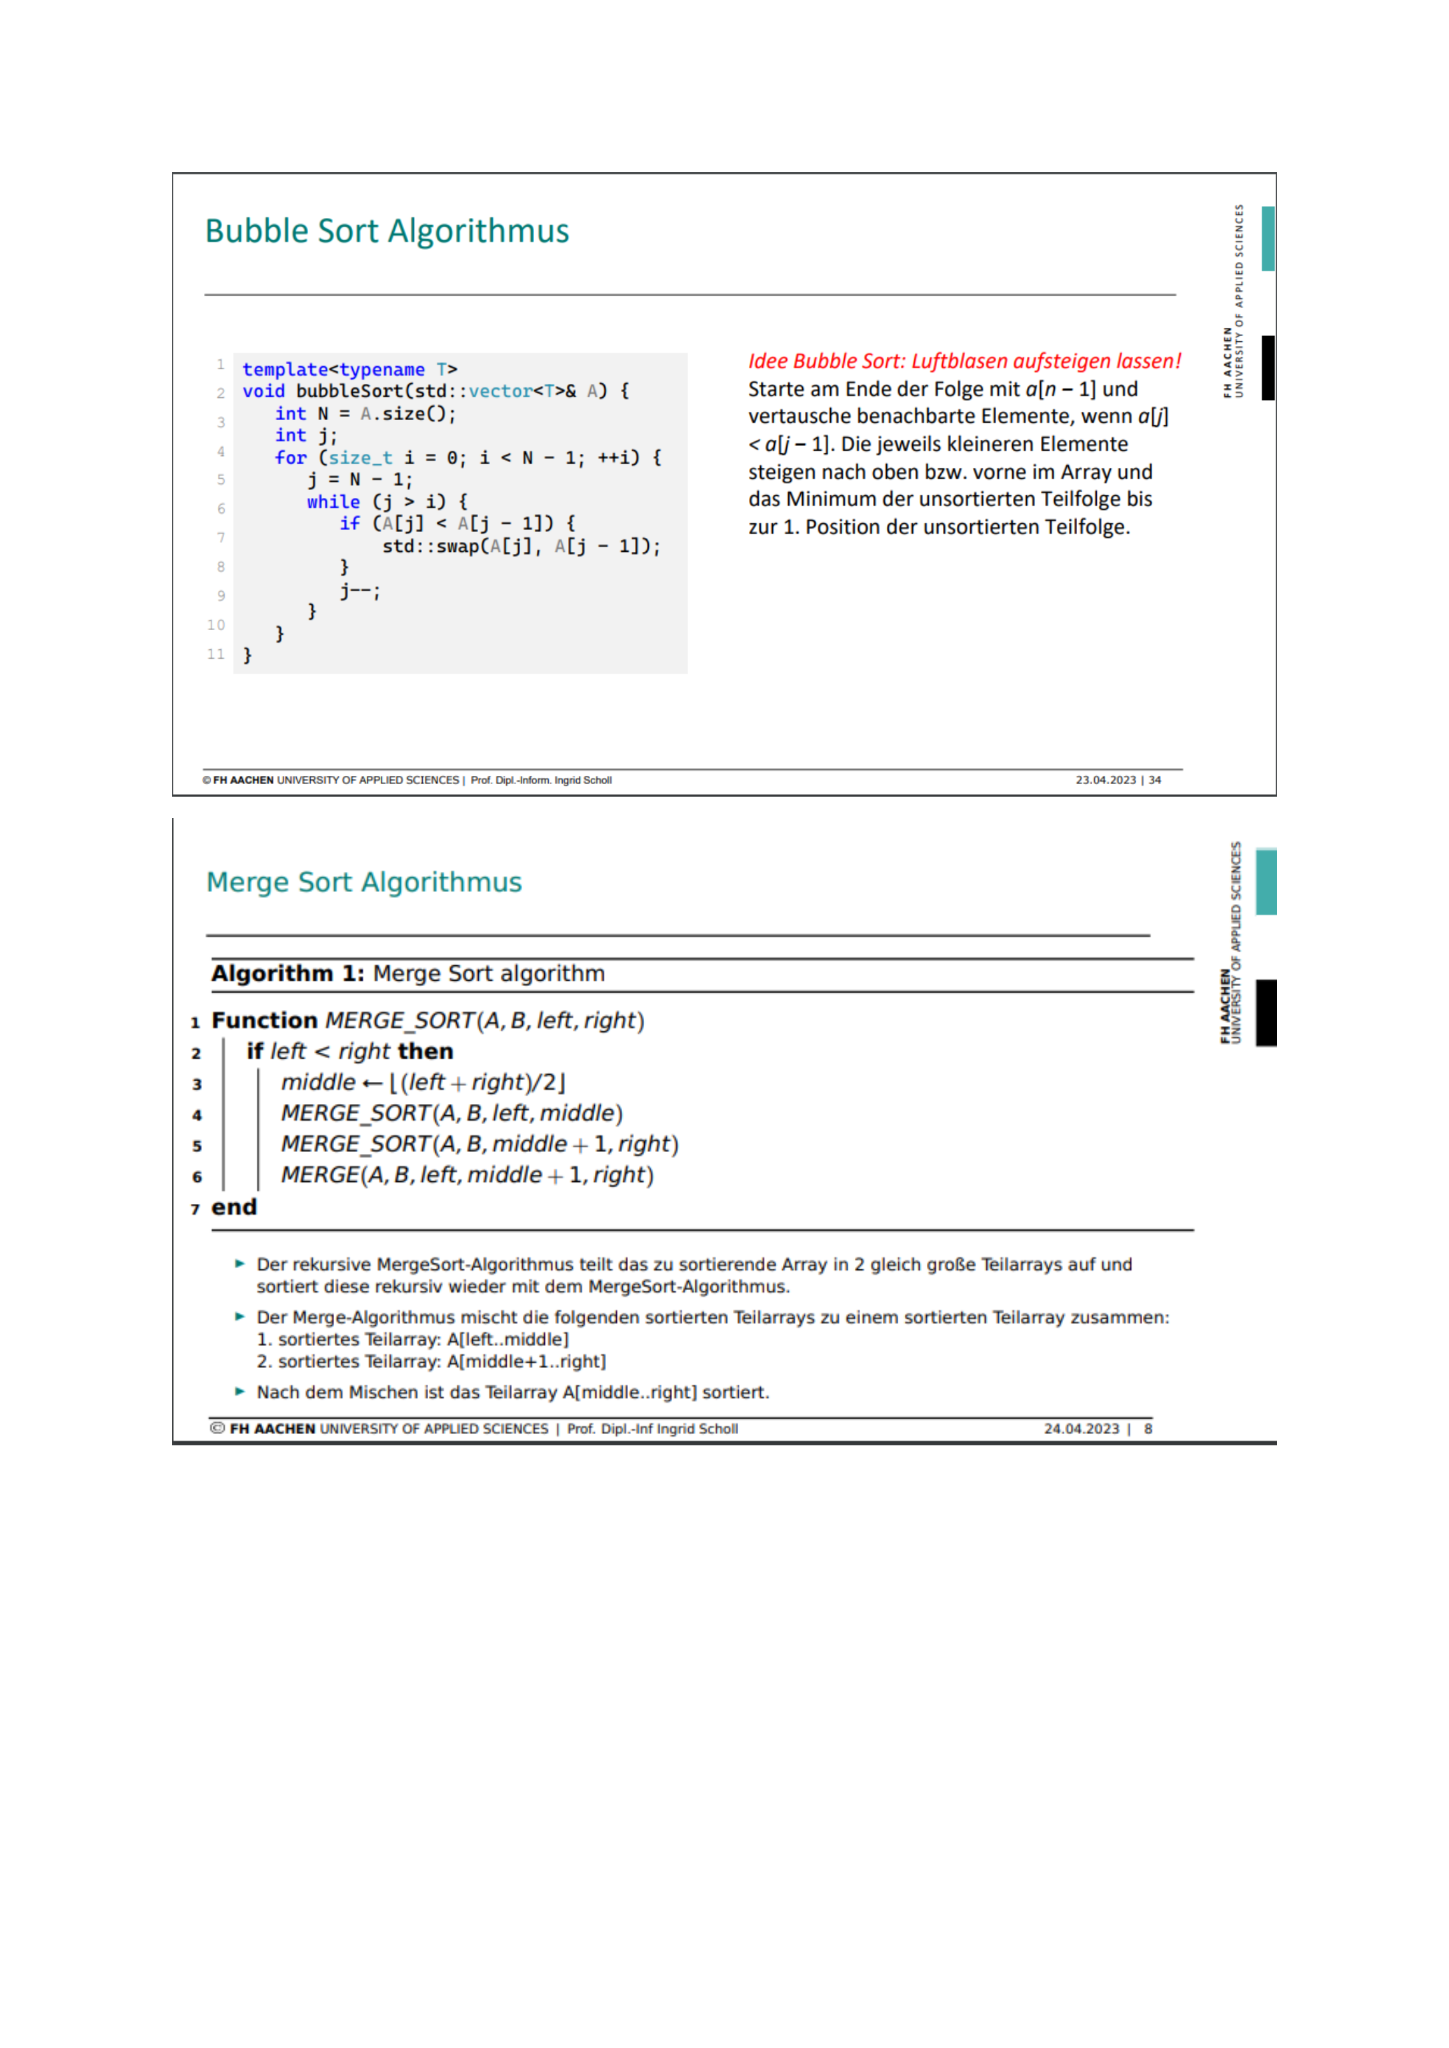 Bubble Sort Algorithmus
FH AACHEN
UNIVERSITY OF APPLIED SCIENCES
1
2
3
4
5
6
7
8
9
10
11
template<typename T>
void bubbleSort(std::vector<T>& A) {
int N = A.size();
int j;
for (size_t i = 0; i < N - 1; ++i) {
j = N - 1;
while (j > i) {
if (A[j] < A[j - 1]) {
std::swap(A[j], A[j - 1]);
}
j--;
}
}
}
Idee Bubble Sort: Luftblasen aufsteigen lassen!
Starte am Ende der Folge mit a[n – 1] und
vertausche benachbarte Elemente, wenn a[j]
< a[j – 1]. Die jeweils kleineren Elemente
steigen nach oben bzw. vorne im Array und
das Minimum der unsortierten Teilfolge bis
zur 1. Position der unsortierten Teilfolge.
© FH AACHEN UNIVERSITY OF APPLIED SCIENCES | Prof. Dipl.-Inform. Ingrid Scholl 23.04.2023 | 34
Merge Sort Algorithmus
FH AACHEN
UNIVERSITY OF APPLIED SCIENCES
Algorithm 1: Merge Sort algorithm
1 Function MERGE_SORT(A, B, left, right)
2 if left < right then
3 middle ← ⌊(left + right)/2⌋
4 MERGE_SORT(A, B, left, middle)
5 MERGE_SORT(A, B, middle + 1, right)
6 MERGE(A, B, left, middle + 1, right)
7 end
► Der rekursive MergeSort-Algorithmus teilt das zu sortierende Array in 2 gleich große Teilarrays auf und
sortiert diese rekursiv wieder mit dem MergeSort-Algorithmus.
► Der Merge-Algorithmus mischt die folgenden sortierten Teilarrays zu einem sortierten Teilarray zusammen:
1. sortiertes Teilarray: A[left..middle]
2. sortiertes Teilarray: A[middle+1..right]
► Nach dem Mischen ist das Teilarray A[middle..right] sortiert.
© FH AACHEN UNIVERSITY OF APPLIED SCIENCES | Prof. Dipl.-Inf Ingrid Scholl 24.04.2023 | 8